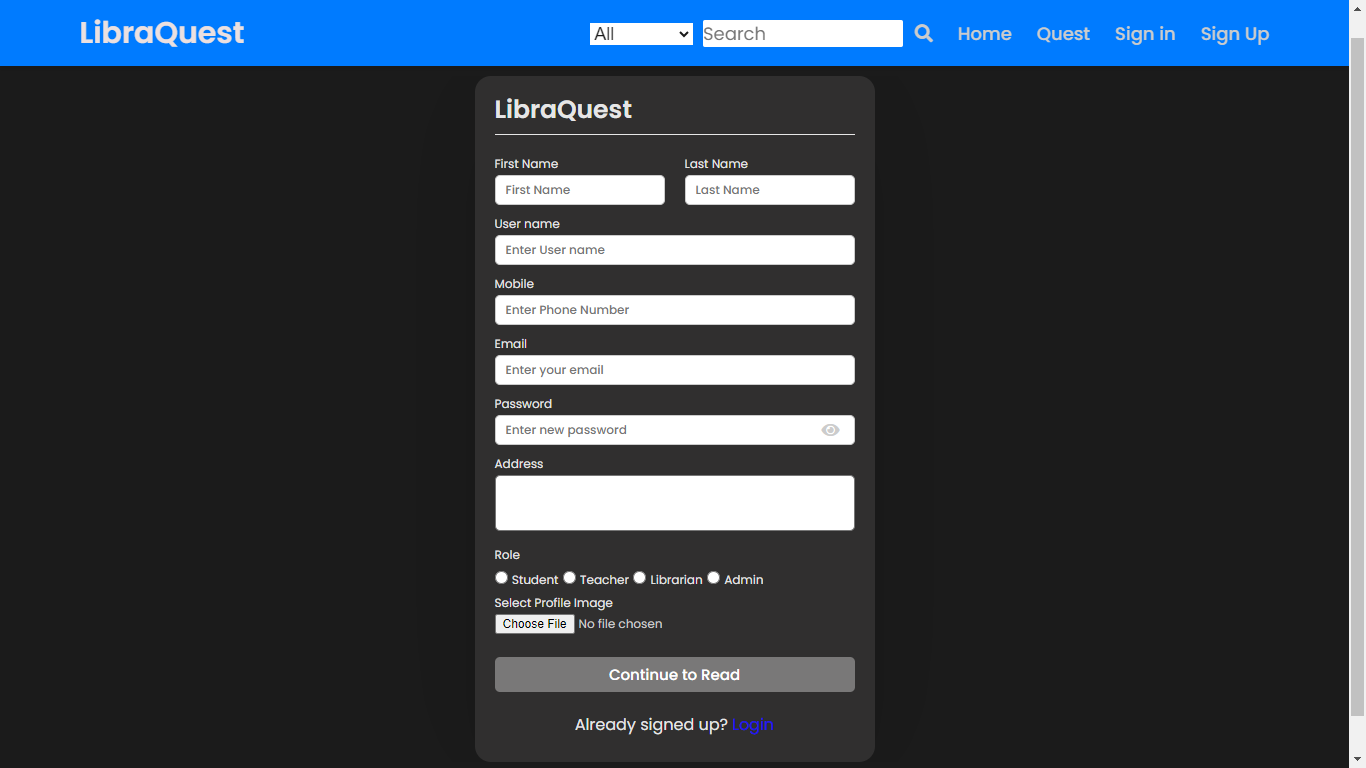 LibraQuest All Search Home Quest Sign in Sign Up
LibraQuest
First Name Last Name
First Name Last Name
User name
Enter User name
Mobile
Enter Phone Number
Email
Enter your email
Password
Enter new password
Address
Role
Student Teacher Librarian Admin
Select Profile Image
Choose File No file chosen
Continue to Read
Already signed up? Login